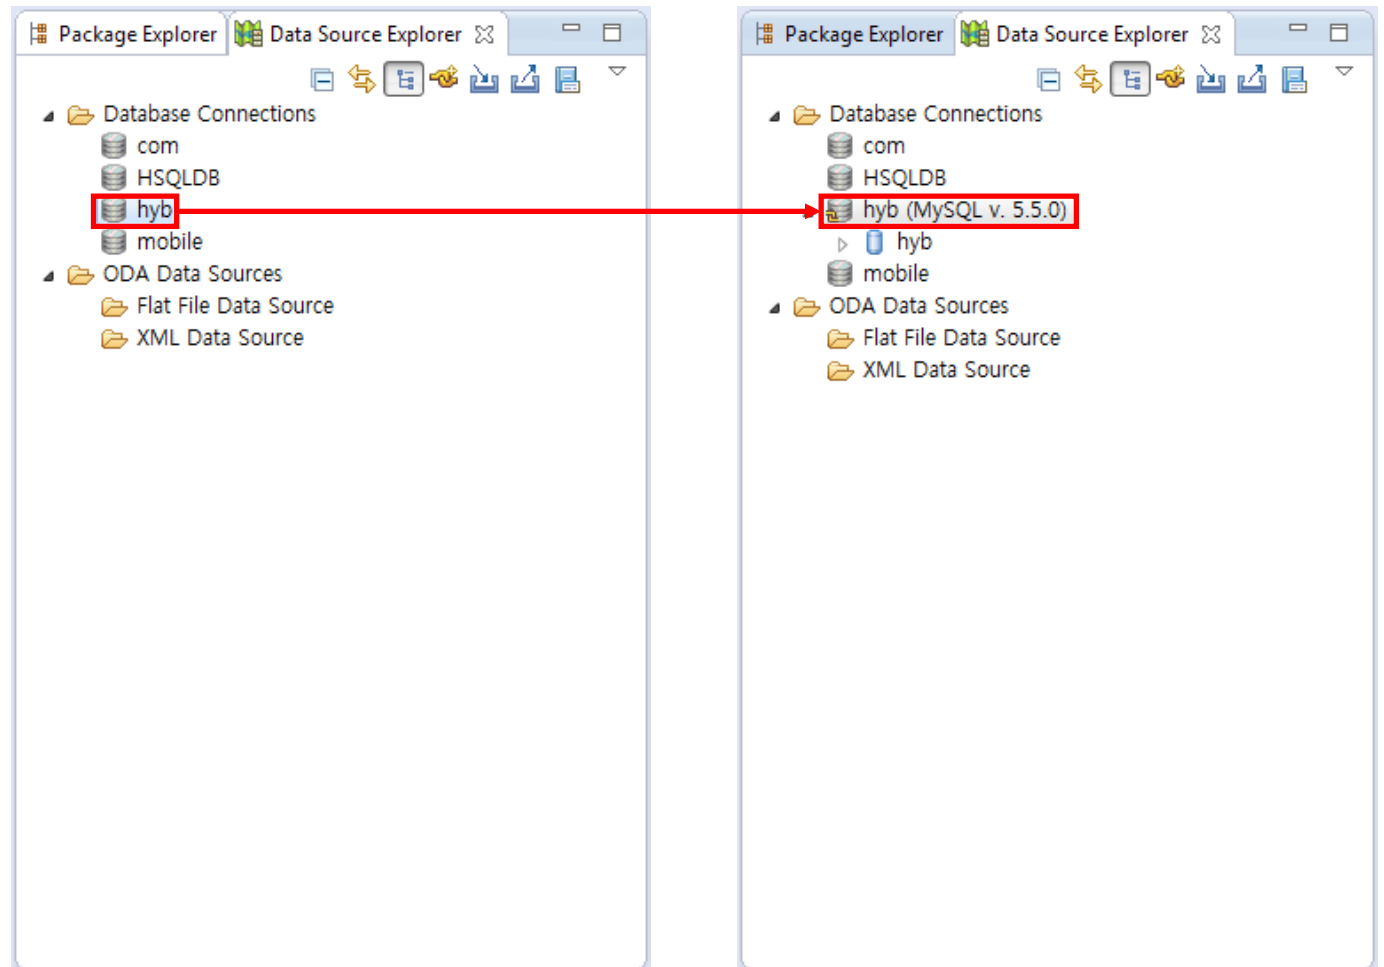 Package Explorer
Data Source Explorer
Database Connections
com
HSQLDB
hyb
mobile
ODA Data Sources
Flat File Data Source
XML Data Source
Package Explorer
Data Source Explorer
Database Connections
com
HSQLDB
hyb (MySQL v. 5.5.0)
hyb
mobile
ODA Data Sources
Flat File Data Source
XML Data Source